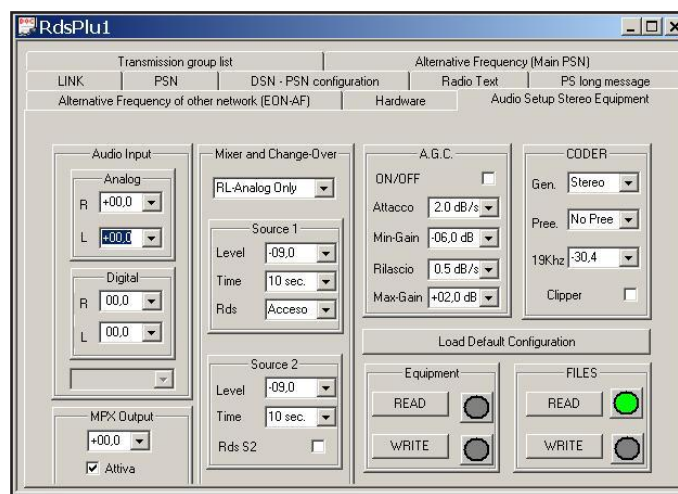 RdsPlu1
Transmission group list
Alternative Frequency (Main PSN)
LINK
PSN
DSN - PSN configuration
Radio Text
PS long message
Alternative Frequency of other network (EON-AF)
Hardware
Audio Setup Stereo Equipment
Audio Input
Analog
R +00,0
L +00,0
Digital
R 00,0
L 00,0
MPX Output
+00,0
Attiva
Mixer and Change-Over
RL-Analog Only
Source 1
Level -09,0
Time 10 sec.
Rds Acceso
Source 2
Level -09,0
Time 10 sec.
Rds S2
A.G.C.
ON/OFF
Attacco 2.0 dB/s
Min-Gain -06,0 dB
Rilascio 0.5 dB/s
Max-Gain +02,0 dB
CODER
Gen. Stereo
Pree. No Pree
19Khz -30,4
Clipper
Load Default Configuration
Equipment
READ
WRITE
FILES
READ
WRITE